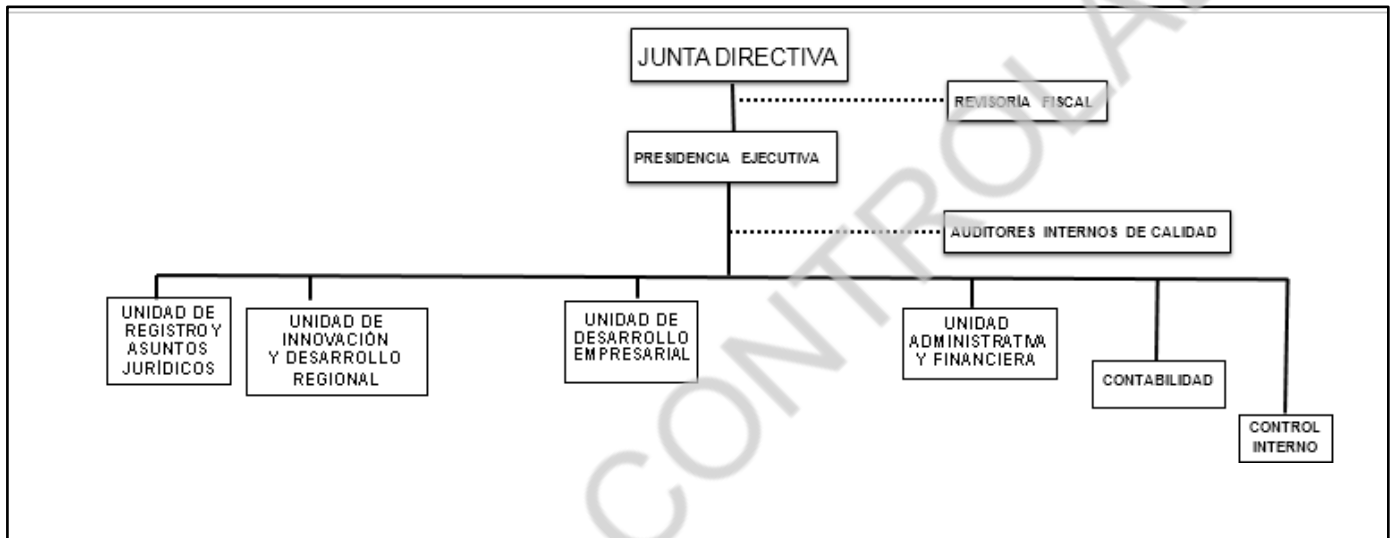 JUNTA DIRECTIVA
REVISORÍA FISCAL
PRESIDENCIA EJECUTIVA
AUDITORES INTERNOS DE CALIDAD
UNIDAD DE
REGISTRO Y
ASUNTOS
JURÍDICOS
UNIDAD DE
INNOVACIÓN
Y DESARROLLO
REGIONAL
UNIDAD DE
DESARROLLO
EMPRESARIAL
UNIDAD
ADMINISTRATIVA
Y FINANCIERA
CONTABILIDAD
CONTROL
INTERNO